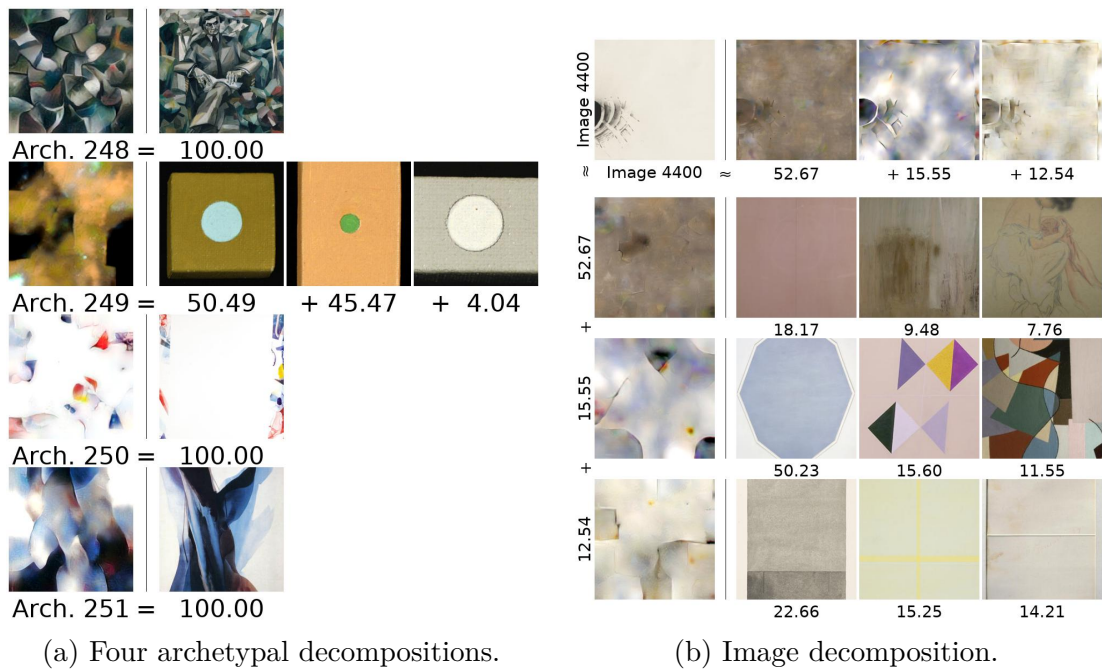 Arch. 248 = 100.00
Arch. 249 = 50.49 + 45.47 + 4.04
Arch. 250 = 100.00
Arch. 251 = 100.00
(a) Four archetypal decompositions.
Image 4400
≈ Image 4400 ≈ 52.67 + 15.55 + 12.54
52.67
18.17 9.48 7.76
+
15.55
50.23 15.60 11.55
+
12.54
22.66 15.25 14.21
(b) Image decomposition.